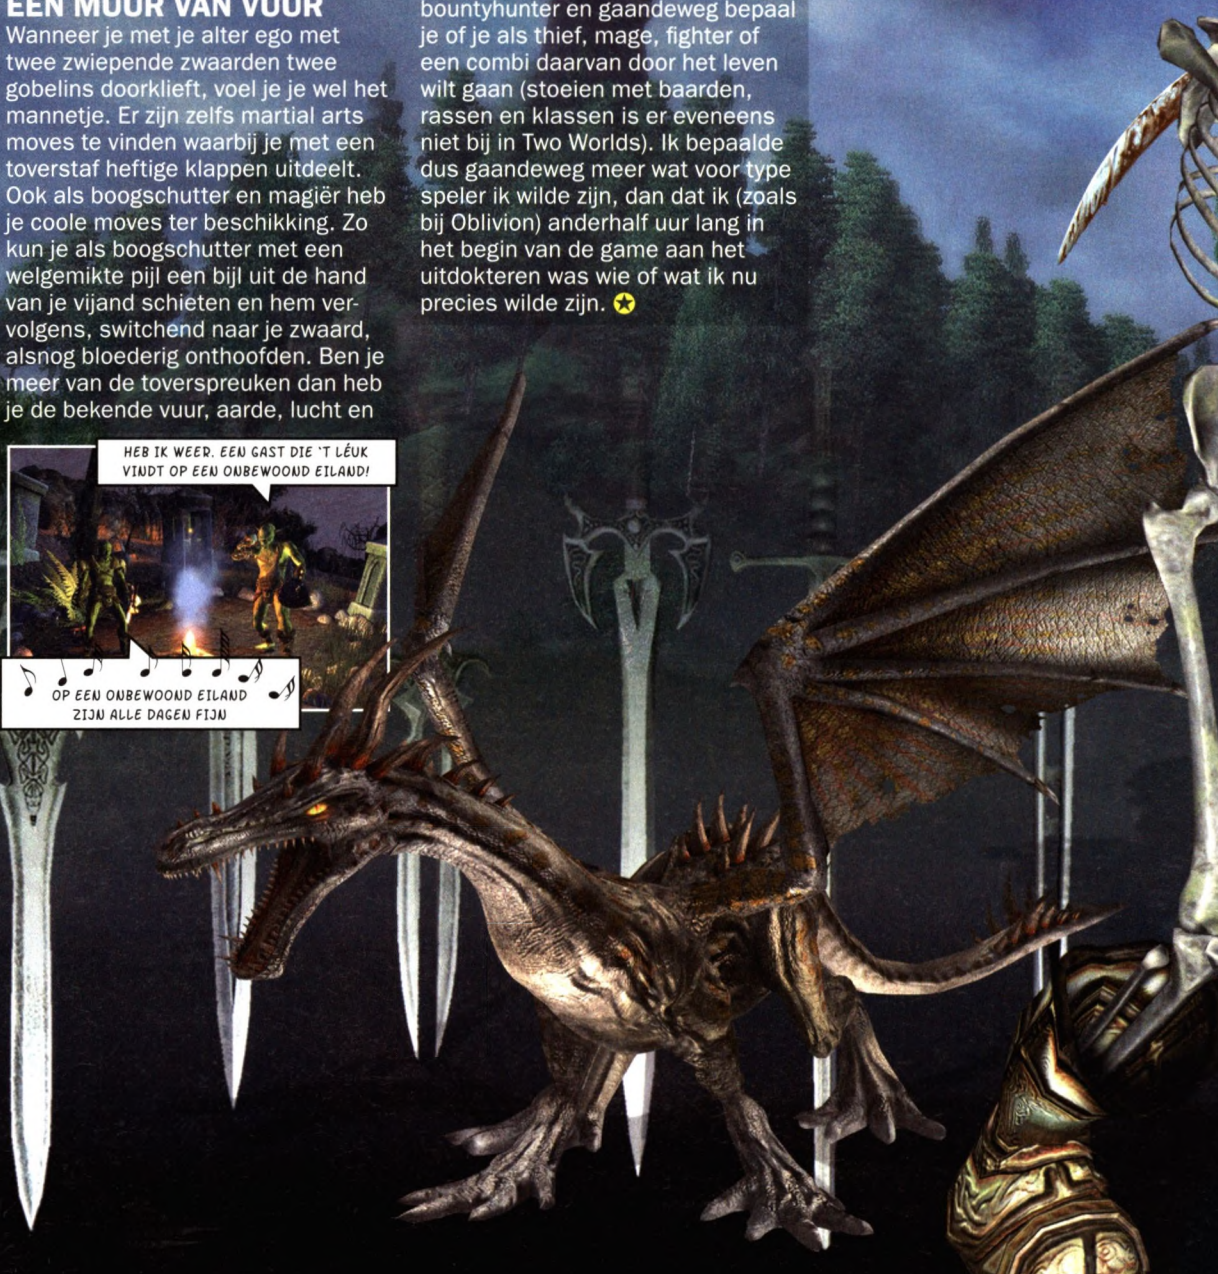 EEN MUUR VAN VUUR
Wanneer je met je alter ego met
twee zwiepende zwaarden twee
gobelins doorklieft, voel je je wel het
mannetje. Er zijn zelfs martial arts
moves te vinden waarbij je met een
toverstaf heftige klappen uitdeelt.
Ook als boogschutter en magiër heb
je coole moves ter beschikking. Zo
kun je als boogschutter met een
welgemikte pijl een bijl uit de hand
van je vijand schieten en hem ver-
volgens, switchend naar je zwaard,
alsnog bloederig onthoofden. Ben je
meer van de toverspreuken dan heb
je de bekende vuur, aarde, lucht en
bountyhunter en gaandeweg bepaal
je of je als thief, mage, fighter of
een combi daarvan door het leven
wilt gaan (stoeien met baarden,
rassen en klassen is er eveneens
niet bij in Two Worlds). Ik bepaalde
dus gaandeweg meer wat voor type
speler ik wilde zijn, dan dat ik (zoals
bij Oblivion) anderhalf uur lang in
het begin van de game aan het
uitdokteren was wie of wat ik nu
precies wilde zijn.
HEB IK WEER. EEN GAST DIE 'T LÉUK
VINDT OP EEN ONBEWOOND EILAND!
OP EEN ONBEWOOND EILAND
ZIJN ALLE DAGEN FIJN